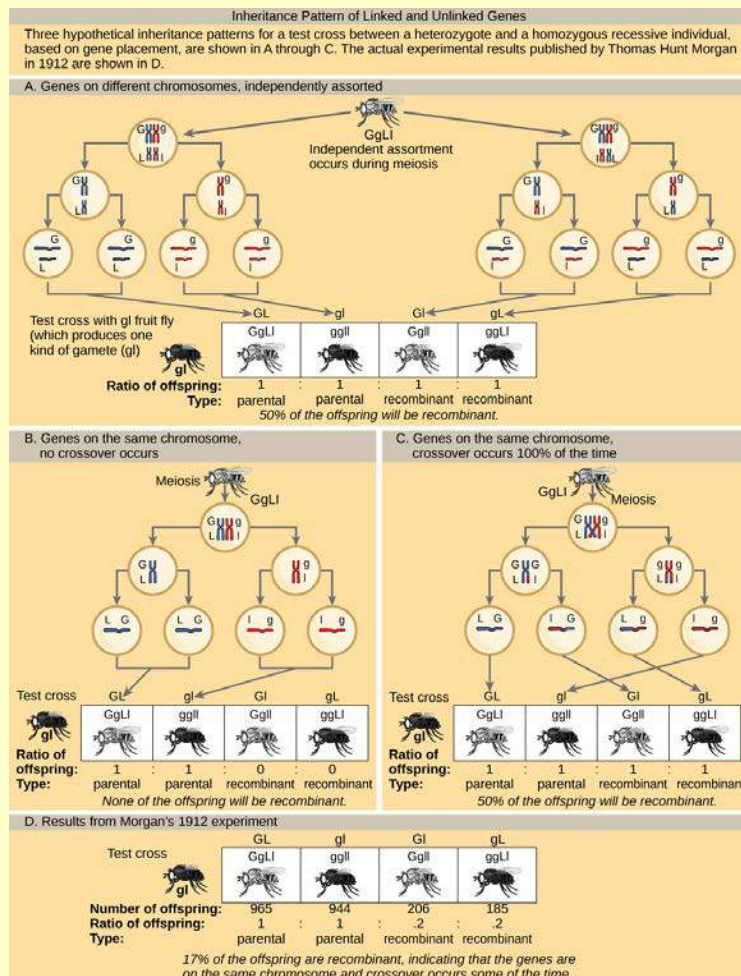 Inheritance Pattern of Linked and Unlinked Genes
Three hypothetical inheritance patterns for a test cross between a heterozygote and a homozygous recessive individual,
based on gene placement, are shown in A through C. The actual experimental results published by Thomas Hunt Morgan
in 1912 are shown in D.
A. Genes on different chromosomes, independently assorted
GgLl
Independent assortment
occurs during meiosis
G g
L l
G g
l L
G
L
g
l
G
l
g
L
G
L
G
L
g
l
g
l
G
l
G
l
g
L
g
L
Test cross with gl fruit fly
(which produces one
kind of gamete (gl)
gl
GL gl Gl gL
GgLl ggll Ggll ggLl
Ratio of offspring: 1 : 1 : 1 : 1
Type: parental parental recombinant recombinant
50% of the offspring will be recombinant.
B. Genes on the same chromosome,
no crossover occurs
Meiosis
GgLl
G g
L l
G
L
g
l
L G
L G
l g
l g
Test cross
gl
GL gl Gl gL
GgLl ggll Ggll ggLl
Ratio of
offspring: 1 : 1 : 0 : 0
Type: parental parental recombinant recombinant
None of the offspring will be recombinant.
C. Genes on the same chromosome,
crossover occurs 100% of the time
GgLl
Meiosis
G g
L l
G G
L l
g g
L l
L G
l G
L g
l g
Test cross
gl
GL gl Gl gL
GgLl ggll Ggll ggLl
Ratio of
offspring: 1 : 1 : 1 : 1
Type: parental parental recombinant recombinant
50% of the offspring will be recombinant.
D. Results from Morgan's 1912 experiment
Test cross
gl
GL gl Gl gL
GgLl ggll Ggll ggLl
Number of offspring: 965 944 206 185
Ratio of offspring: 1 : 1 : .2 : .2
Type: parental parental recombinant recombinant
17% of the offspring are recombinant, indicating that the genes are
on the same chromosome and crossover occurs some of the time